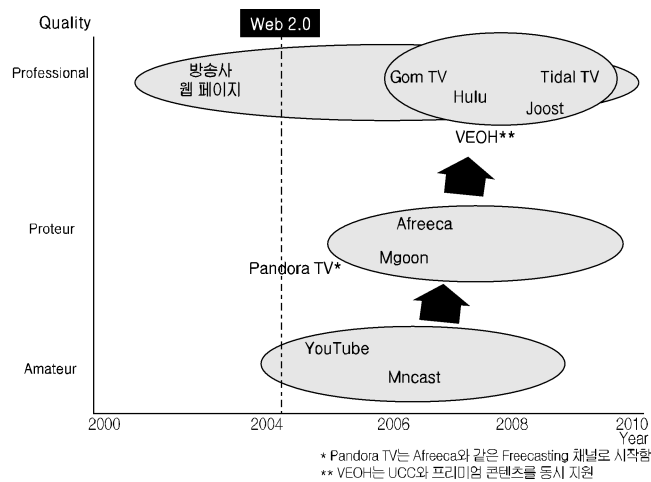 Quality
Web 2.0
Professional
방송사
웹 페이지
Gom TV
Tidal TV
Hulu
Joost
VEOH**
Proteur
Afreeca
Mgoon
Pandora TV*
Amateur
YouTube
Mncast
2000 2004 2006 2008 2010
Year
* Pandora TV는 Afreeca와 같은 Freecasting 채널로 시작함
** VEOH는 UCC와 프리미엄 콘텐츠를 동시 지원